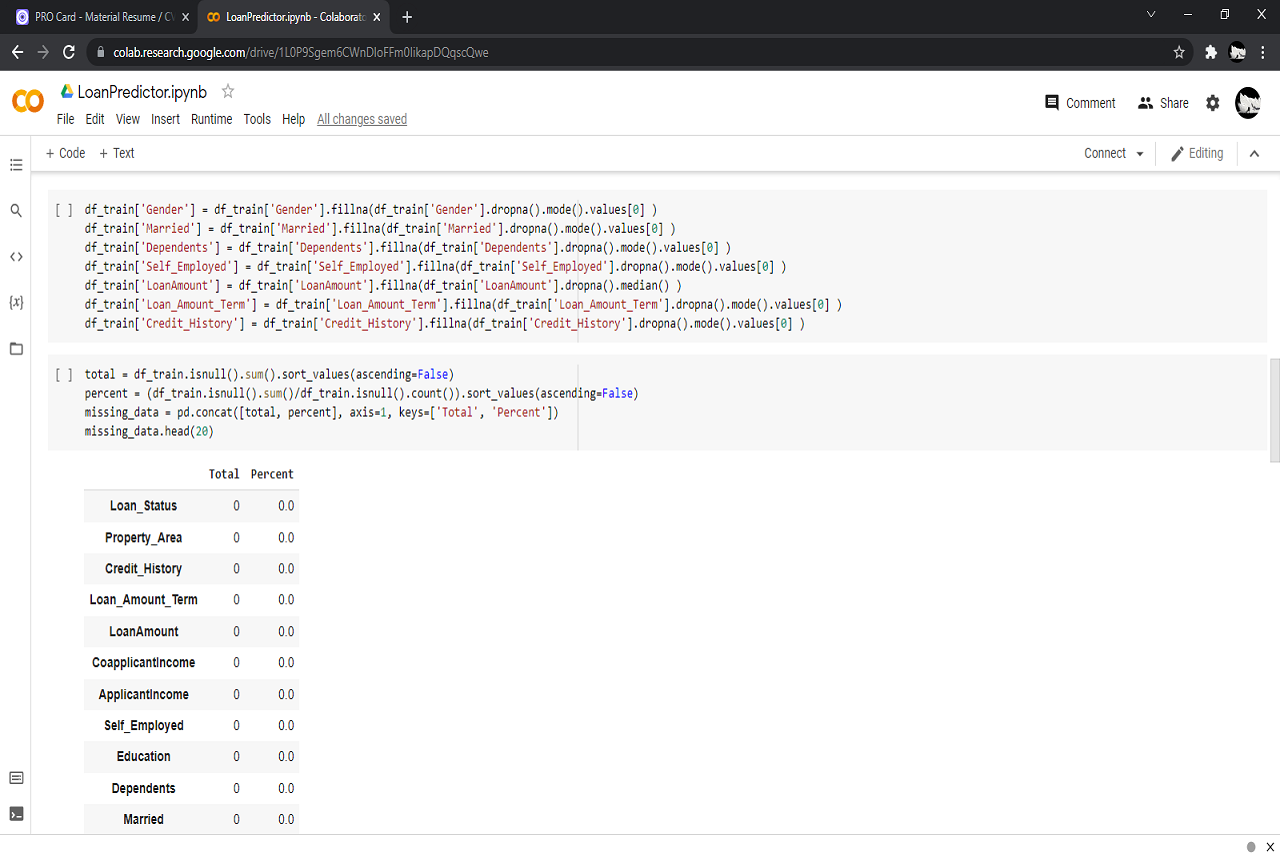 PRO Card - Material Resume / CV
LoanPredictor.ipynb - Colaborato
colab.research.google.com/drive/1L0P9Sgem6CWnDIoFFm0IikapDQqscQwe
LoanPredictor.ipynb
Comment Share
File Edit View Insert Runtime Tools Help All changes saved
+ Code + Text
Connect Editing
[ ] df_train['Gender'] = df_train['Gender'].fillna(df_train['Gender'].dropna().mode().values[0] )
df_train['Married'] = df_train['Married'].fillna(df_train['Married'].dropna().mode().values[0] )
df_train['Dependents'] = df_train['Dependents'].fillna(df_train['Dependents'].dropna().mode().values[0] )
df_train['Self_Employed'] = df_train['Self_Employed'].fillna(df_train['Self_Employed'].dropna().mode().values[0] )
df_train['LoanAmount'] = df_train['LoanAmount'].fillna(df_train['LoanAmount'].dropna().median() )
df_train['Loan_Amount_Term'] = df_train['Loan_Amount_Term'].fillna(df_train['Loan_Amount_Term'].dropna().mode().values[0] )
df_train['Credit_History'] = df_train['Credit_History'].fillna(df_train['Credit_History'].dropna().mode().values[0] )
[ ] total = df_train.isnull().sum().sort_values(ascending=False)
percent = (df_train.isnull().sum()/df_train.isnull().count()).sort_values(ascending=False)
missing_data = pd.concat([total, percent], axis=1, keys=['Total', 'Percent'])
missing_data.head(20)
Total Percent
Loan_Status 0 0.0
Property_Area 0 0.0
Credit_History 0 0.0
Loan_Amount_Term 0 0.0
LoanAmount 0 0.0
CoapplicantIncome 0 0.0
ApplicantIncome 0 0.0
Self_Employed 0 0.0
Education 0 0.0
Dependents 0 0.0
Married 0 0.0